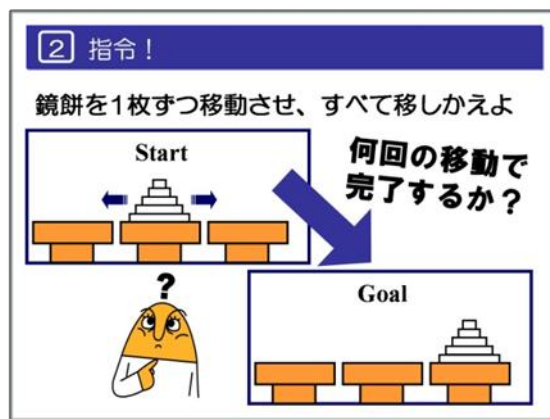 2 指令！
鏡餅を1枚ずつ移動させ、すべて移しかえよ
Start
何回の移動で
完了するか？
?
Goal